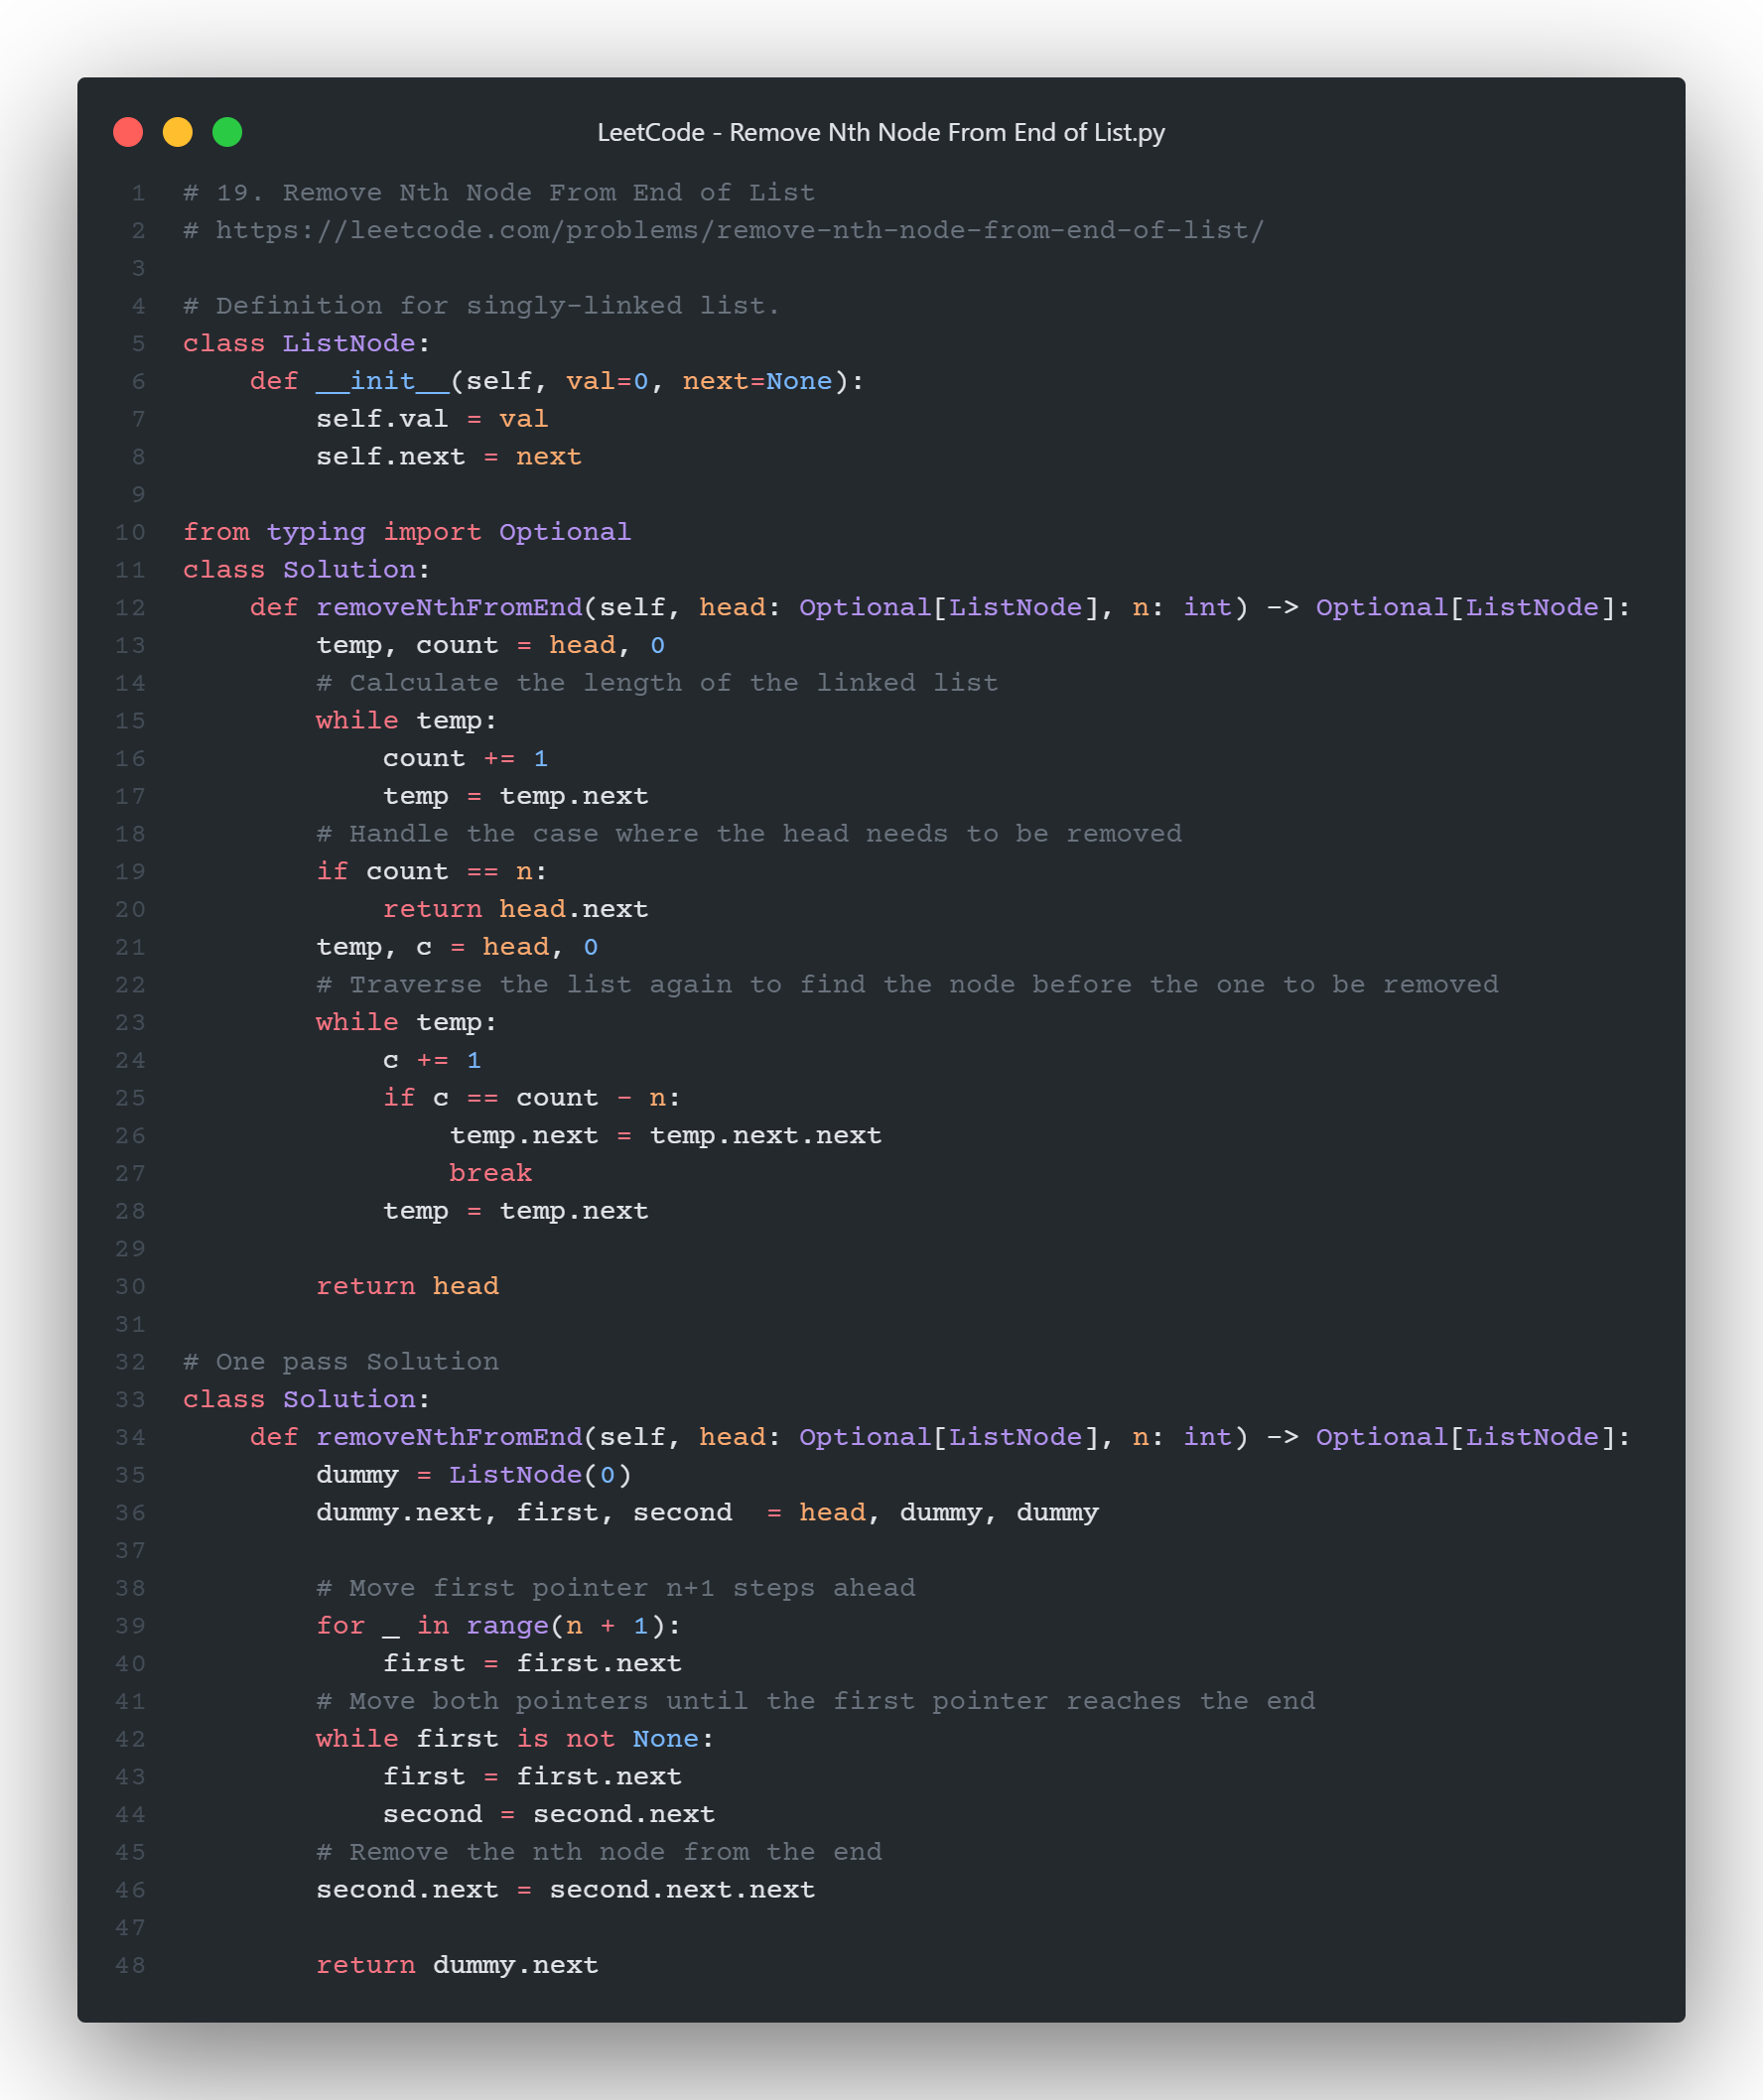 LeetCode - Remove Nth Node From End of List.py
1 # 19. Remove Nth Node From End of List
2 # https://leetcode.com/problems/remove-nth-node-from-end-of-list/
3
4 # Definition for singly-linked list.
5 class ListNode:
6     def __init__(self, val=0, next=None):
7         self.val = val
8         self.next = next
9
10 from typing import Optional
11 class Solution:
12     def removeNthFromEnd(self, head: Optional[ListNode], n: int) -> Optional[ListNode]:
13         temp, count = head, 0
14         # Calculate the length of the linked list
15         while temp:
16             count += 1
17             temp = temp.next
18         # Handle the case where the head needs to be removed
19         if count == n:
20             return head.next
21         temp, c = head, 0
22         # Traverse the list again to find the node before the one to be removed
23         while temp:
24             c += 1
25             if c == count - n:
26                 temp.next = temp.next.next
27                 break
28             temp = temp.next
29
30         return head
31
32 # One pass Solution
33 class Solution:
34     def removeNthFromEnd(self, head: Optional[ListNode], n: int) -> Optional[ListNode]:
35         dummy = ListNode(0)
36         dummy.next, first, second  = head, dummy, dummy
37
38         # Move first pointer n+1 steps ahead
39         for _ in range(n + 1):
40             first = first.next
41         # Move both pointers until the first pointer reaches the end
42         while first is not None:
43             first = first.next
44             second = second.next
45         # Remove the nth node from the end
46         second.next = second.next.next
47
48         return dummy.next